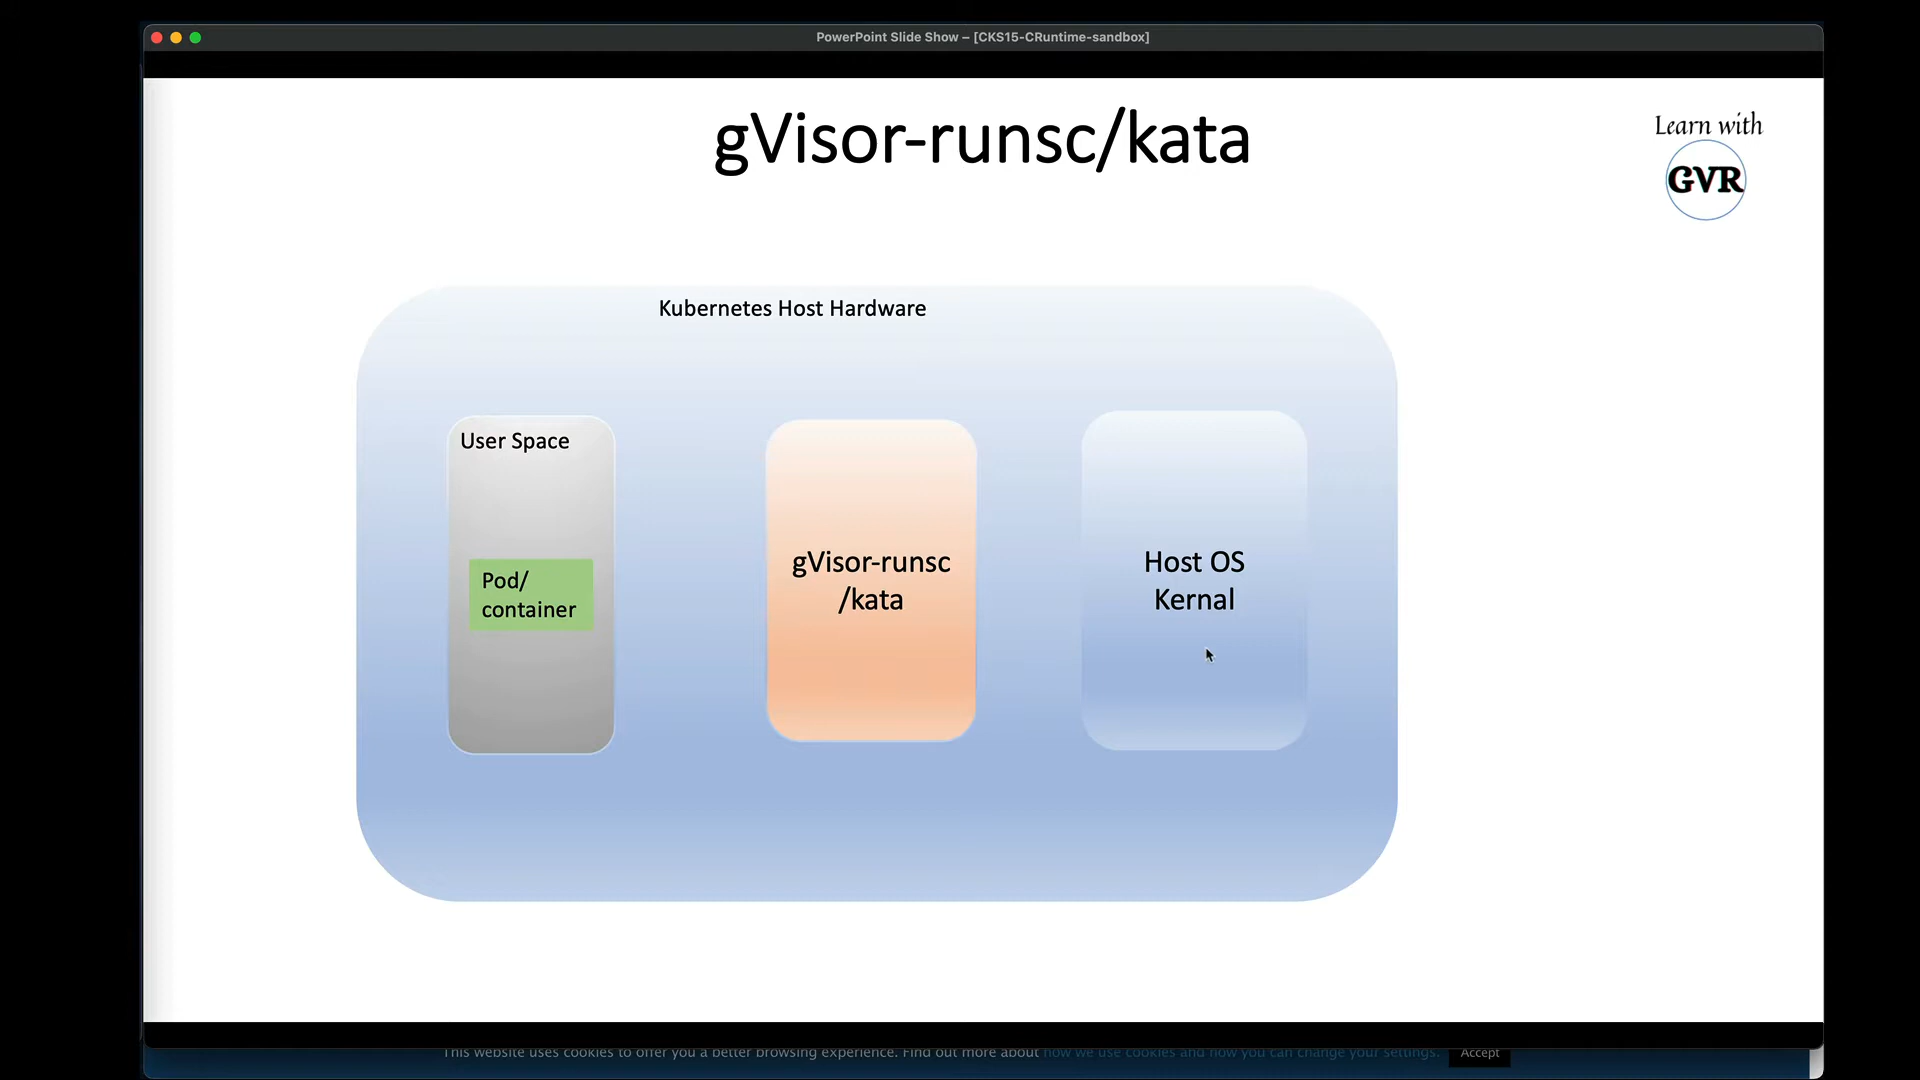 PowerPoint Slide Show – [CKS15-CRuntime-sandbox]
gVisor-runsc/kata
Learn with
GVR
Kubernetes Host Hardware
User Space
Pod/
container
gVisor-runsc
/kata
Host OS
Kernal
This website uses cookies to offer you a better browsing experience. Find out more about how we use cookies and how you can change your settings.
Accept